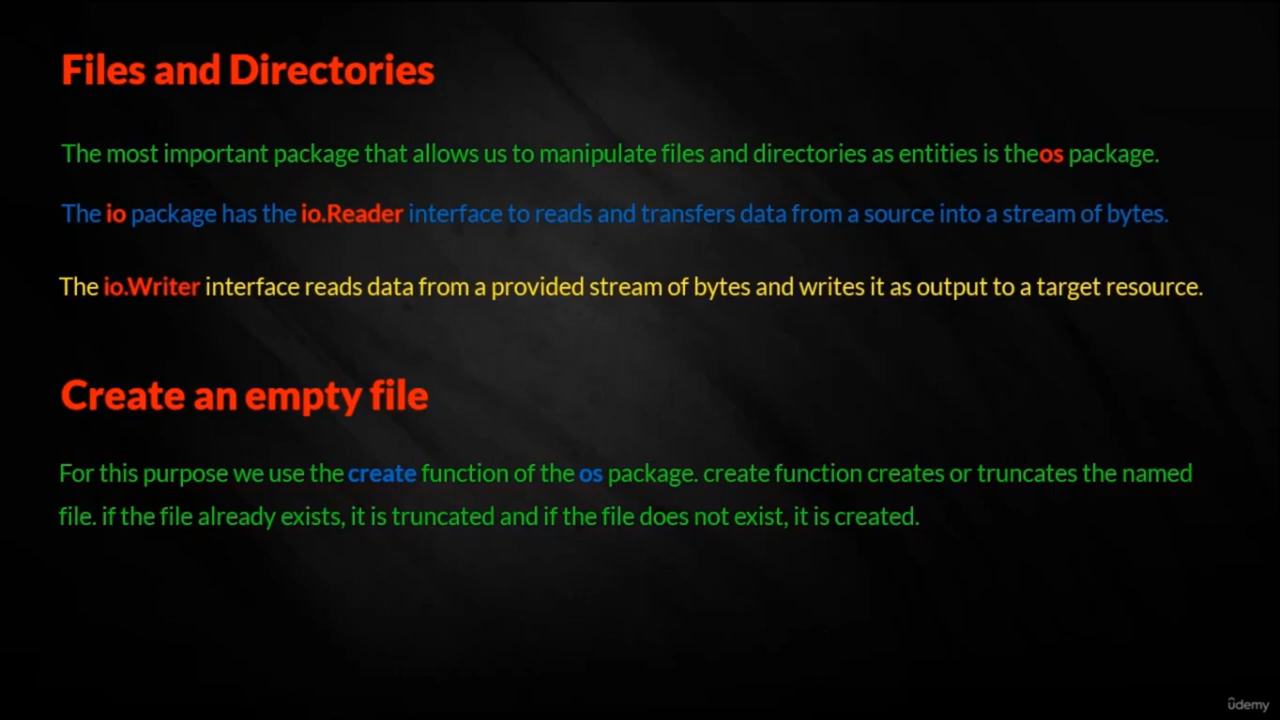 Files and Directories
The most important package that allows us to manipulate files and directories as entities is the os package.
The io package has the io.Reader interface to reads and transfers data from a source into a stream of bytes.
The io.Writer interface reads data from a provided stream of bytes and writes it as output to a target resource.
Create an empty file
For this purpose we use the create function of the os package. create function creates or truncates the named
file. if the file already exists, it is truncated and if the file does not exist, it is created.
ûdemy